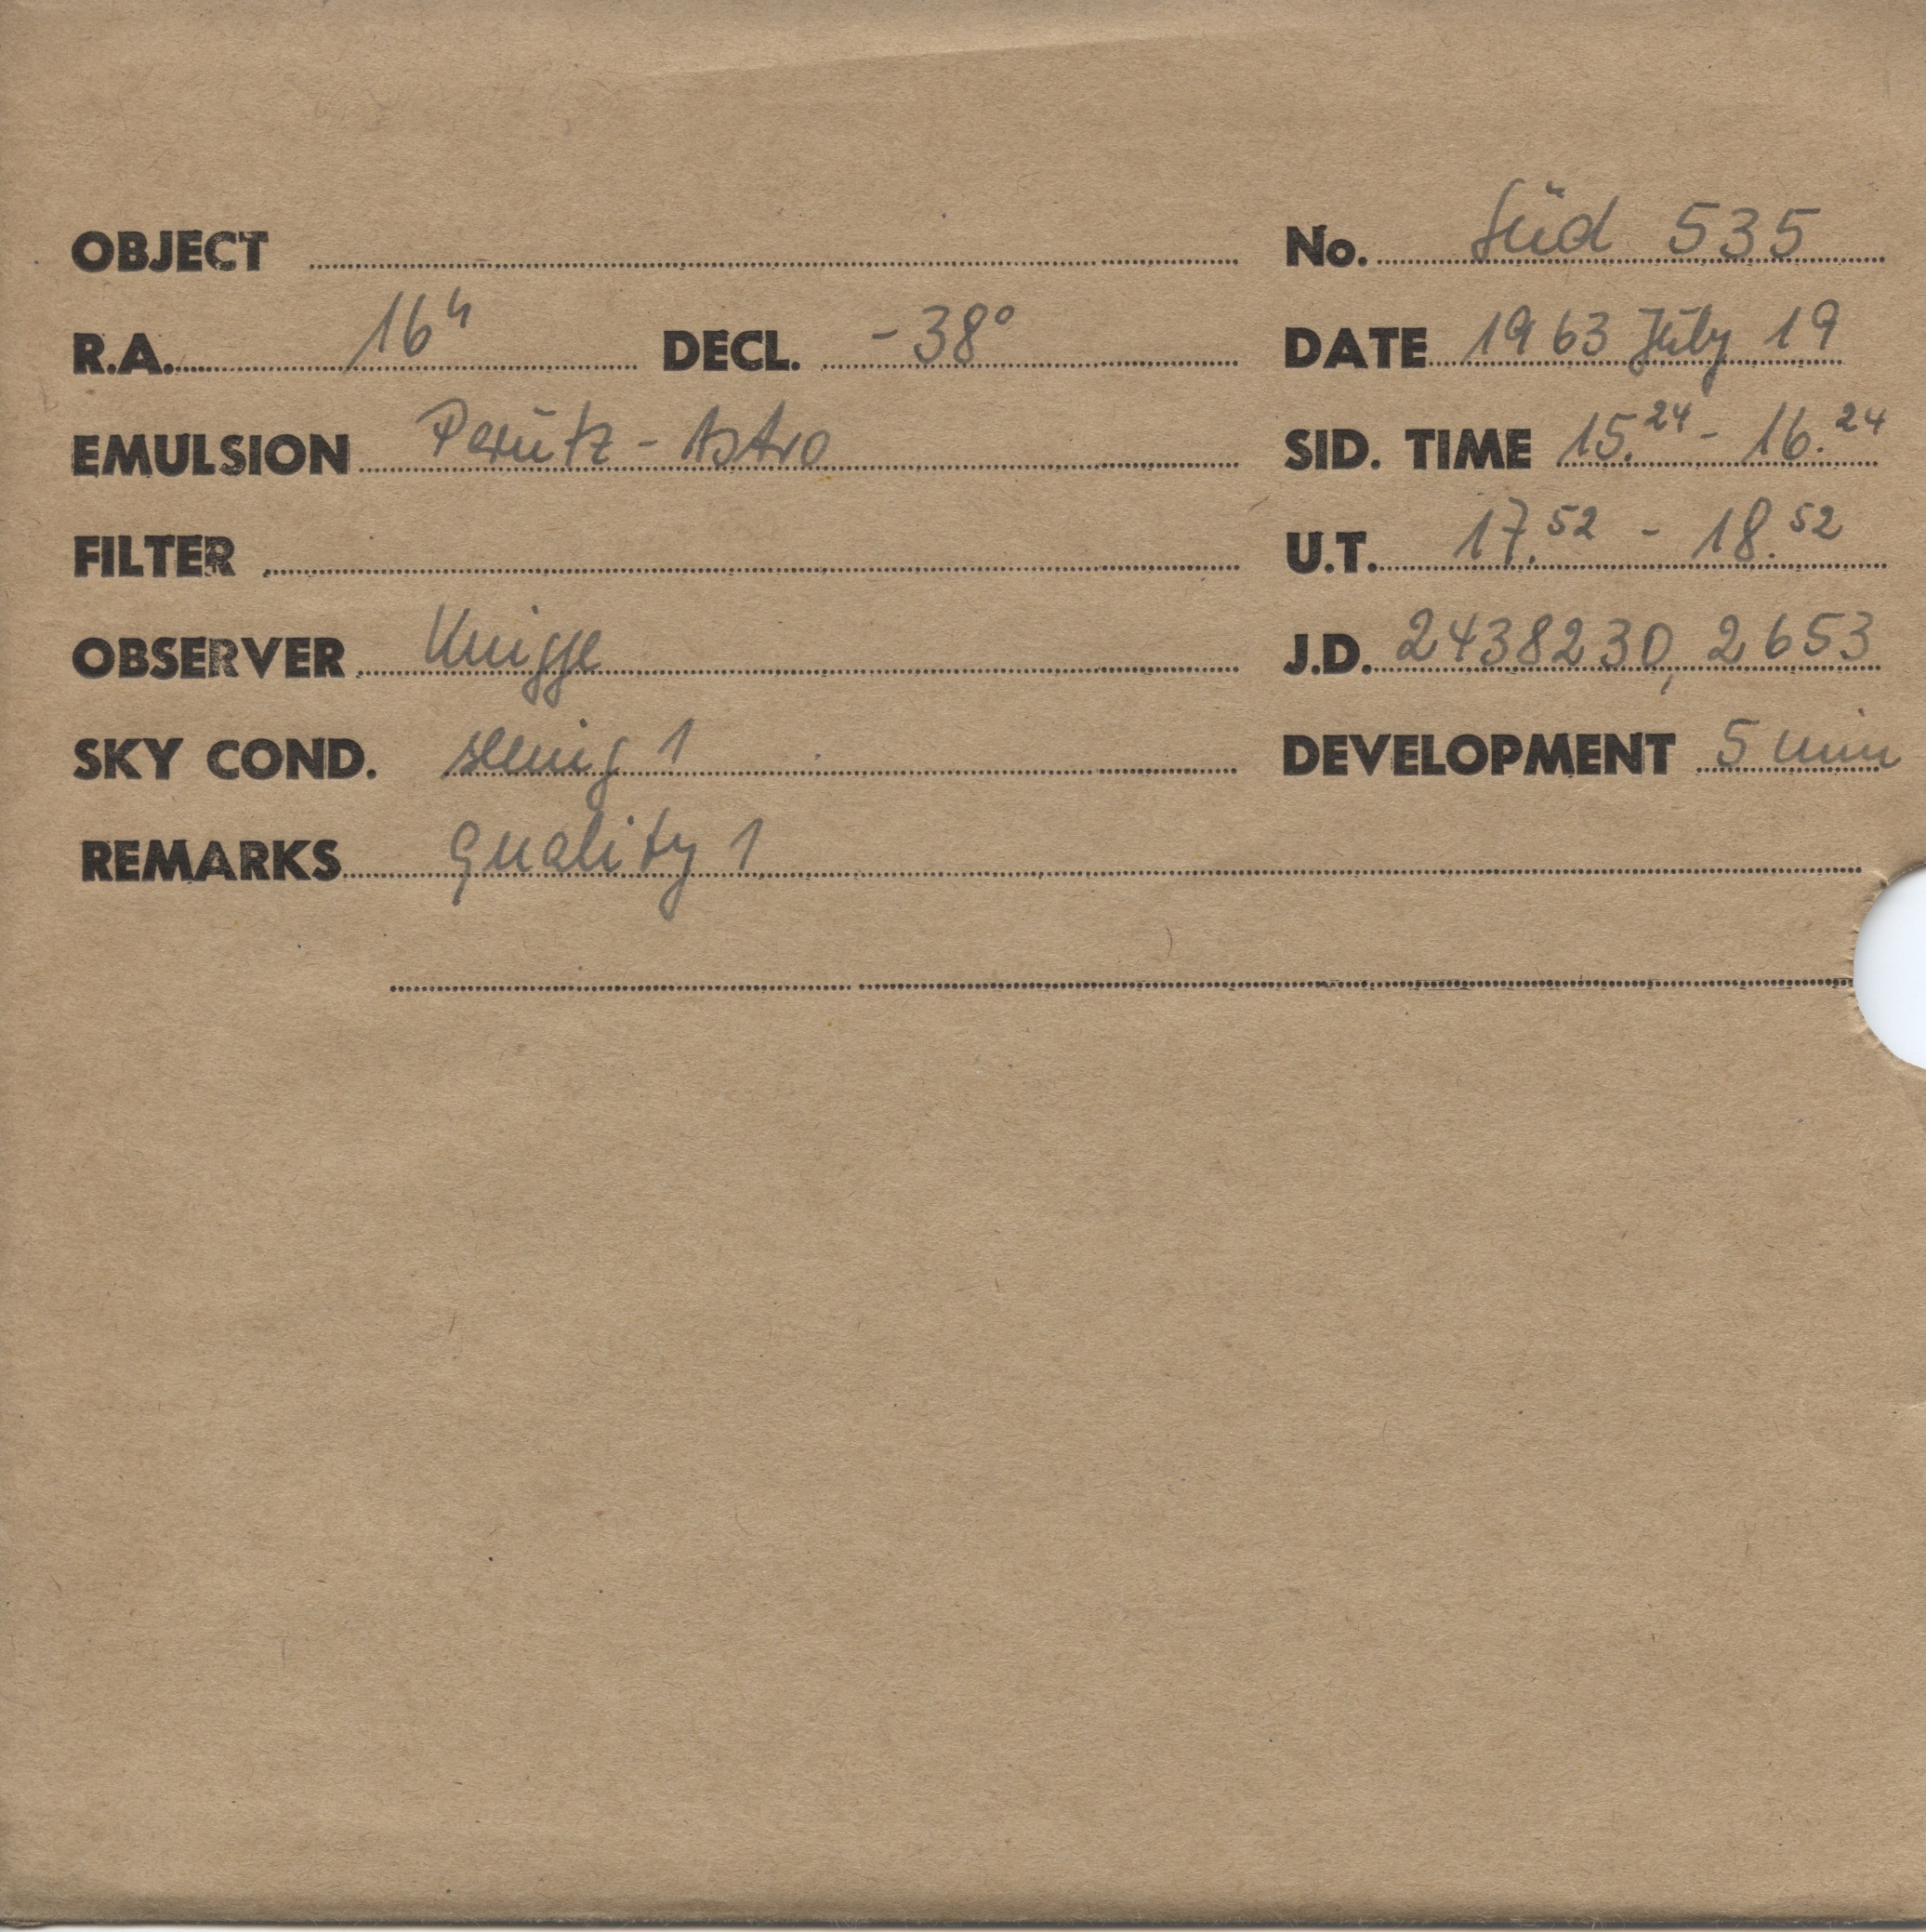 OBJECT No. Süd 535
R.A. 16h DECL. -38° DATE 1963 July 19
EMULSION Perutz - Astro SID. TIME 15.24 - 16.24
FILTER U.T. 17.52 - 18.52
OBSERVER Knigge J.D. 2438230,2653
SKY COND. seeing 1 DEVELOPMENT 5 min
REMARKS quality 1